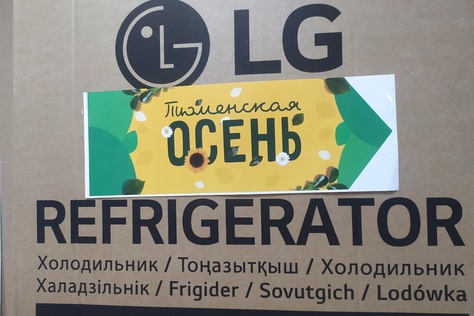 LG
Тюменская
ОСЕНЬ
REFRIGERATOR
Холодильник / Тоңазытқыш / Холодильник
Халадзільнік / Frigider / Sovutgich / Lodówka